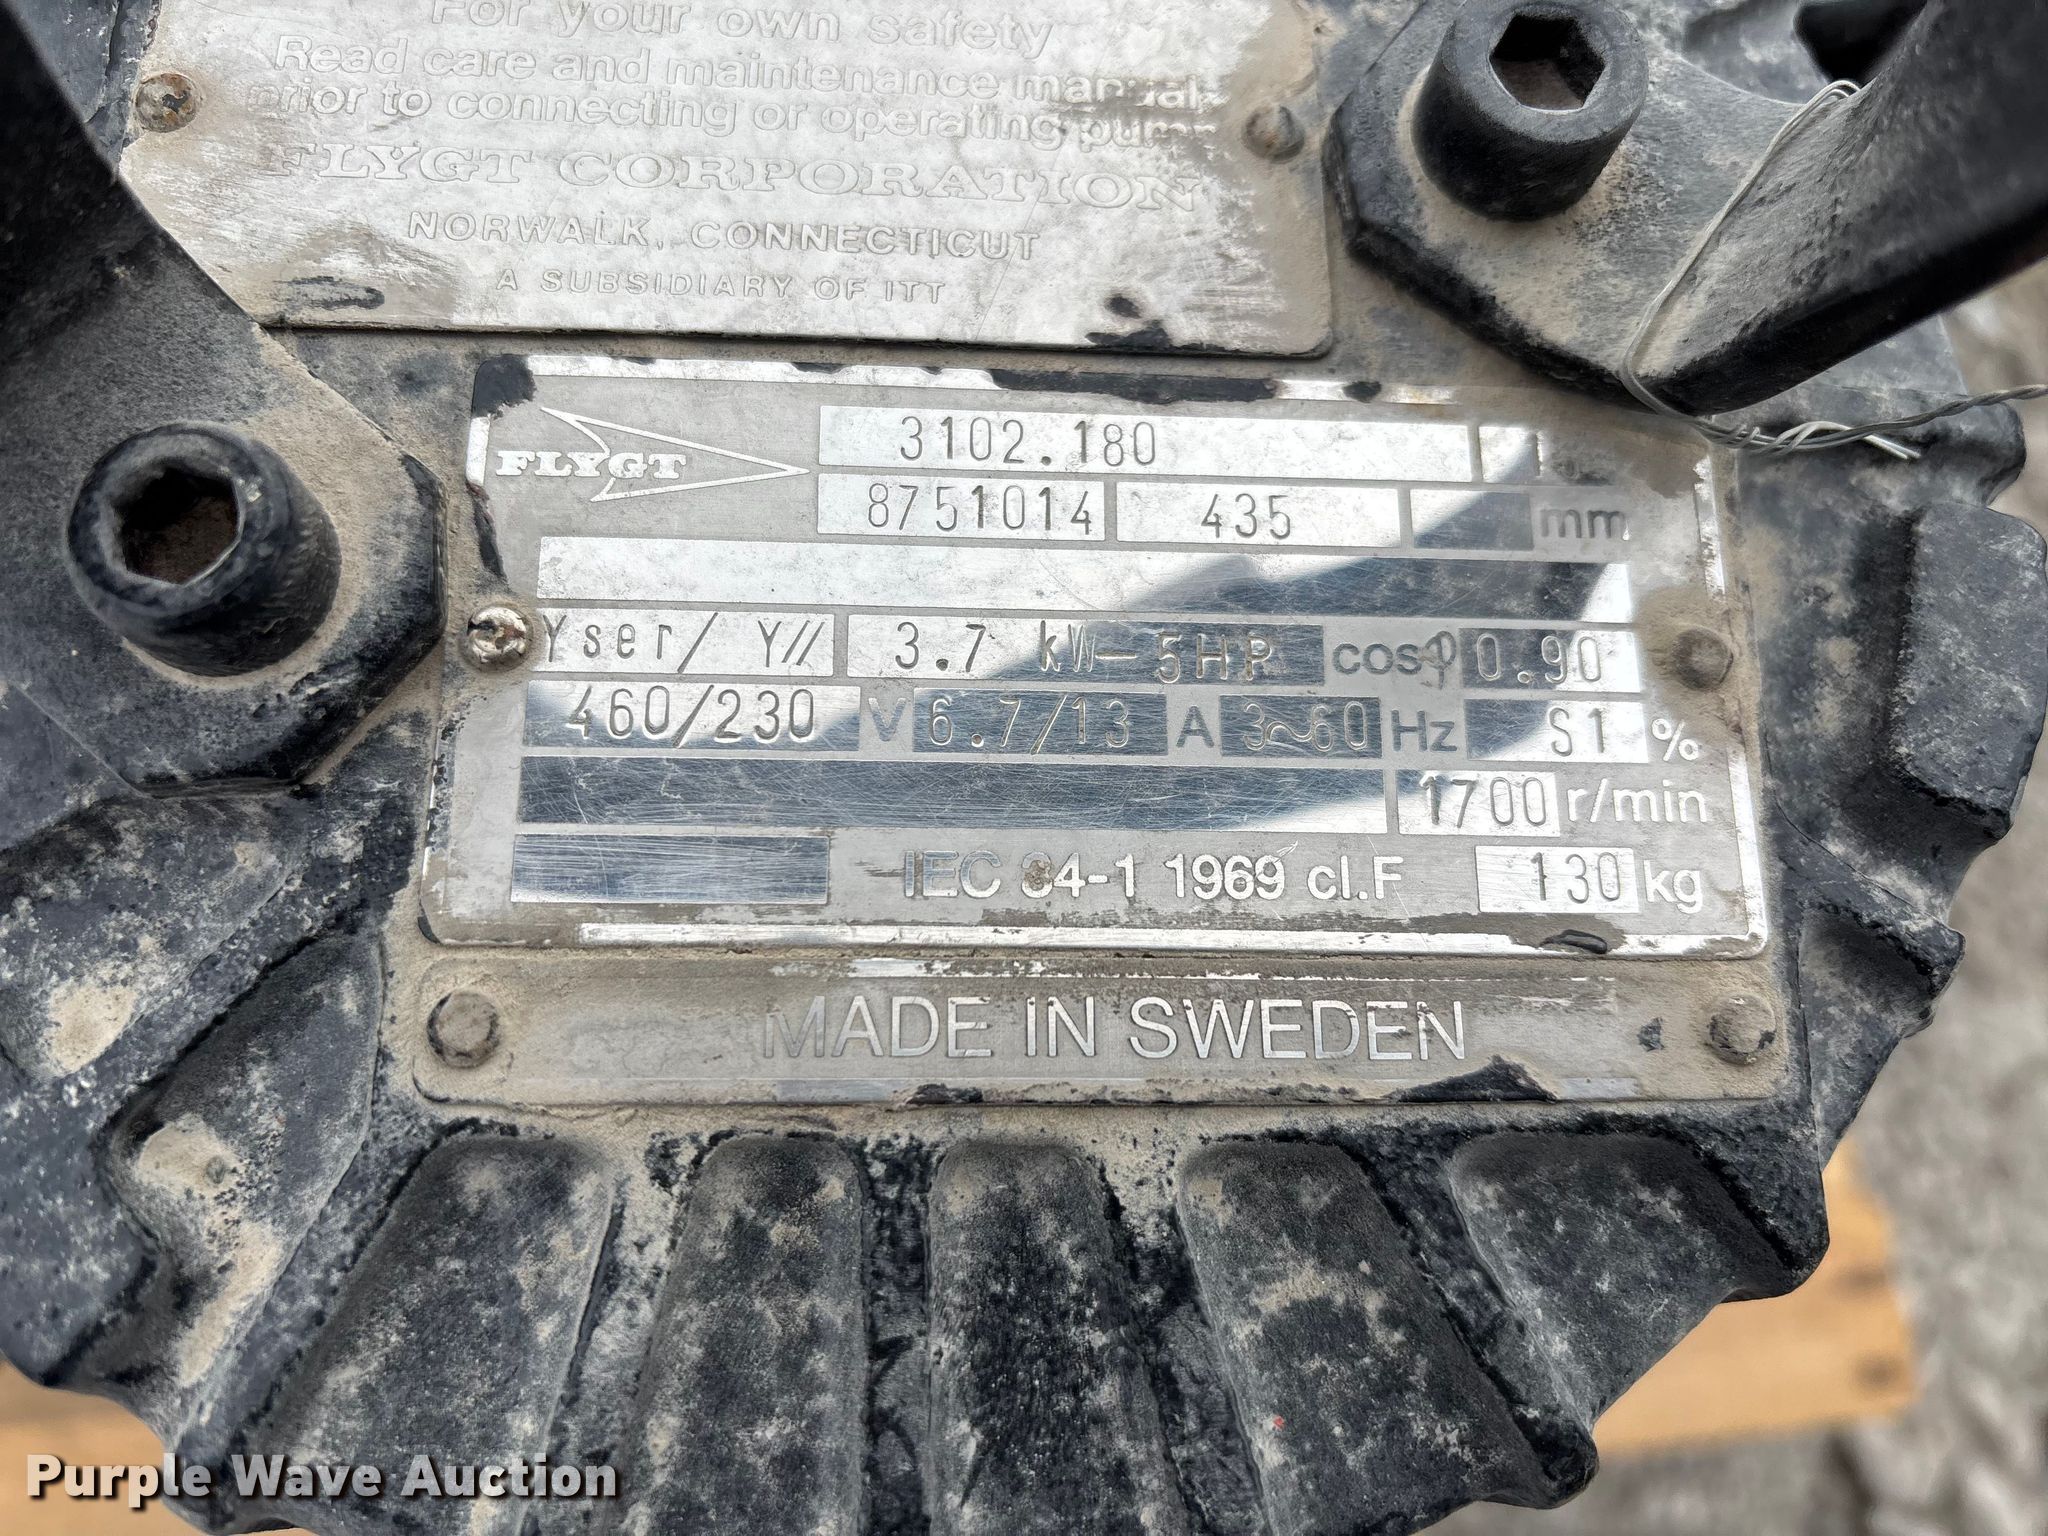 For your own safety
Read care and maintenance manual
prior to connecting or operating pump
FLYGT CORPORATION
NORWALK, CONNECTICUT
A SUBSIDIARY OF ITT
FLYGT 3102.180
8751014 435 mm
Yser/ Y// 3.7 kW-5HP cosφ 0.90
460/230 V 6.7/13 A 3~60 Hz S1 %
1700 r/min
IEC 34-1 1969 cl.F 130 kg
MADE IN SWEDEN
Purple Wave Auction